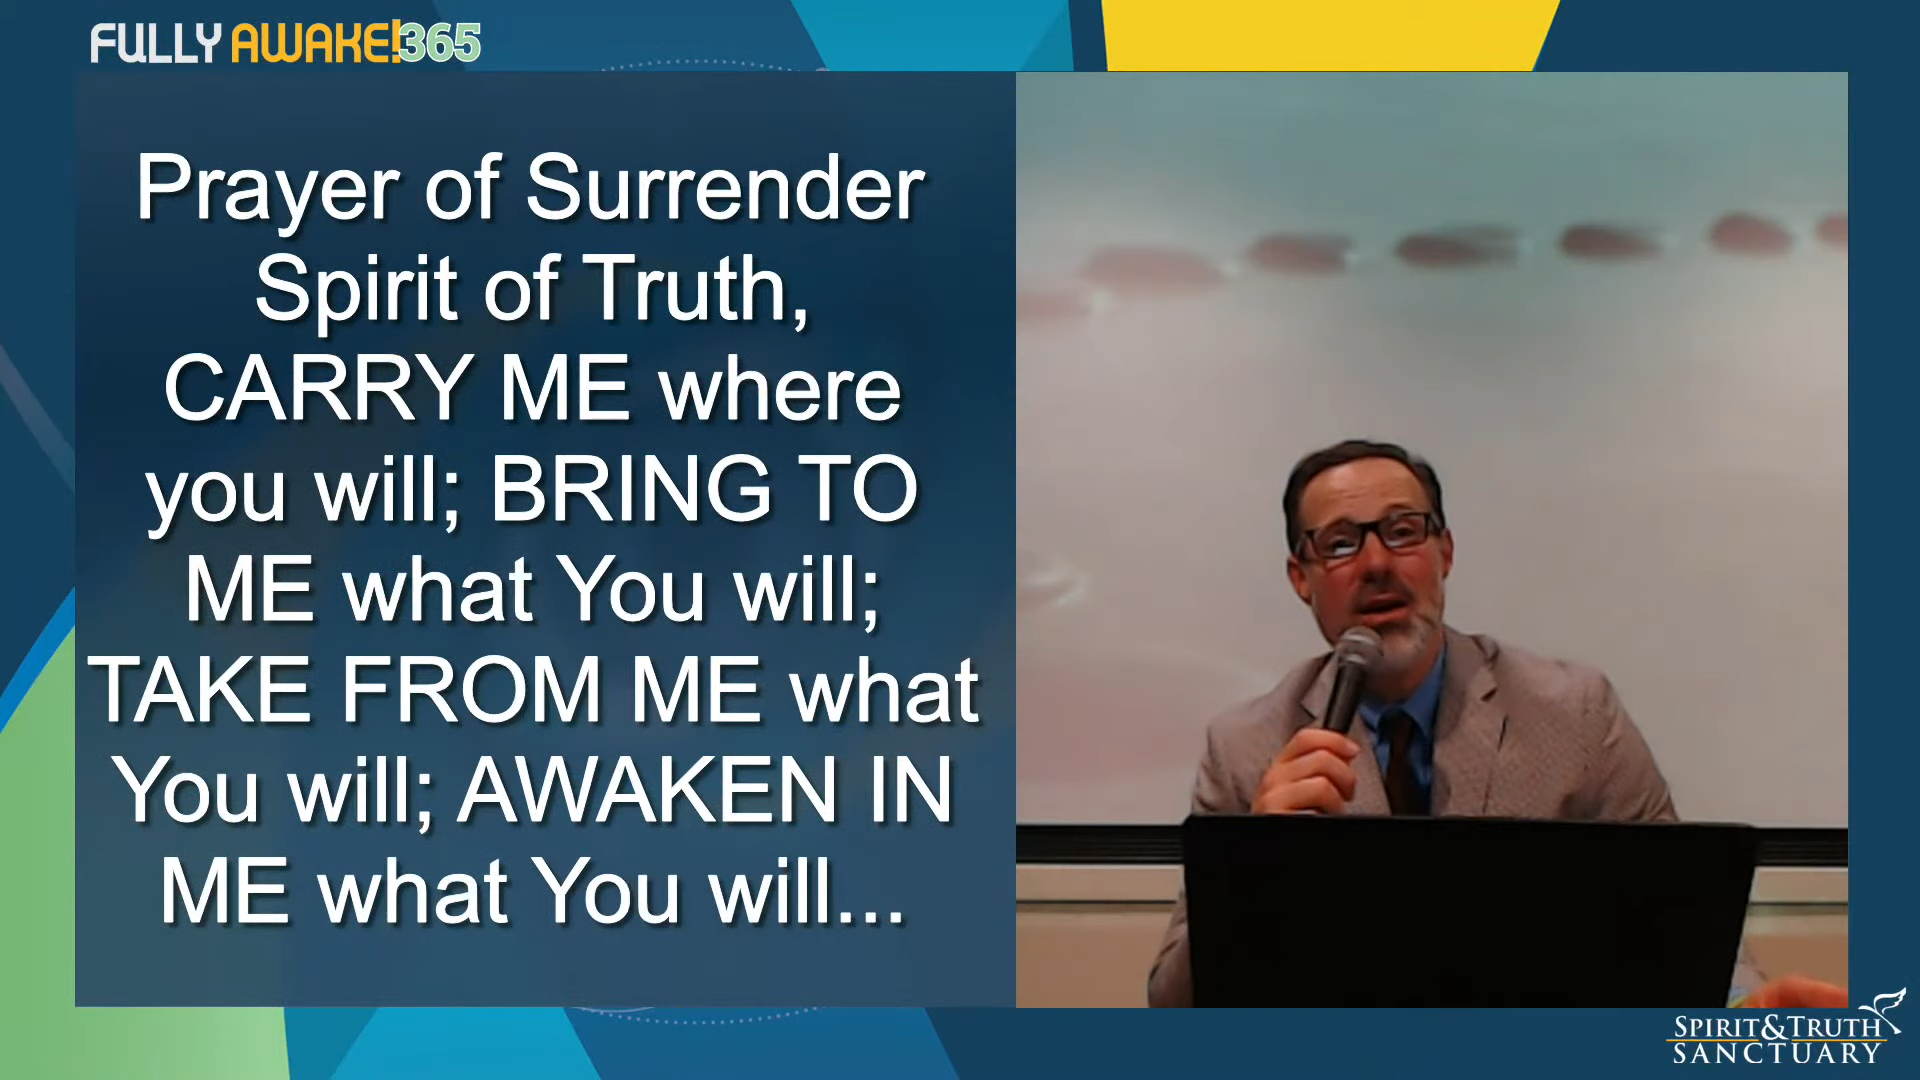 FULLY AWAKE!365
Prayer of Surrender
Spirit of Truth,
CARRY ME where
you will; BRING TO
ME what You will;
TAKE FROM ME what
You will; AWAKEN IN
ME what You will...
SPIRIT&TRUTH
SANCTUARY